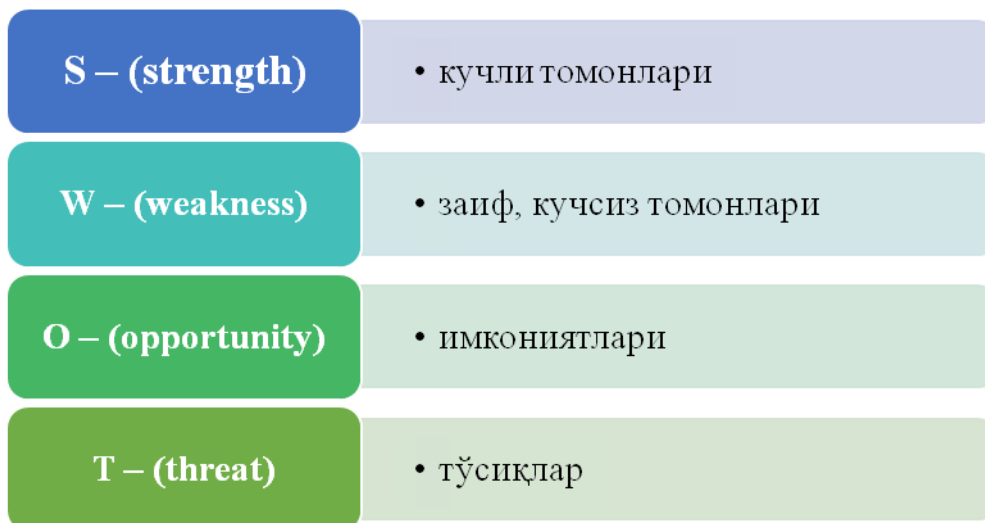 S – (strength)
• кучли томонлари
W – (weakness)
• заиф, кучсиз томонлари
O – (opportunity)
• имкониятлари
T – (threat)
• тўсиқлар